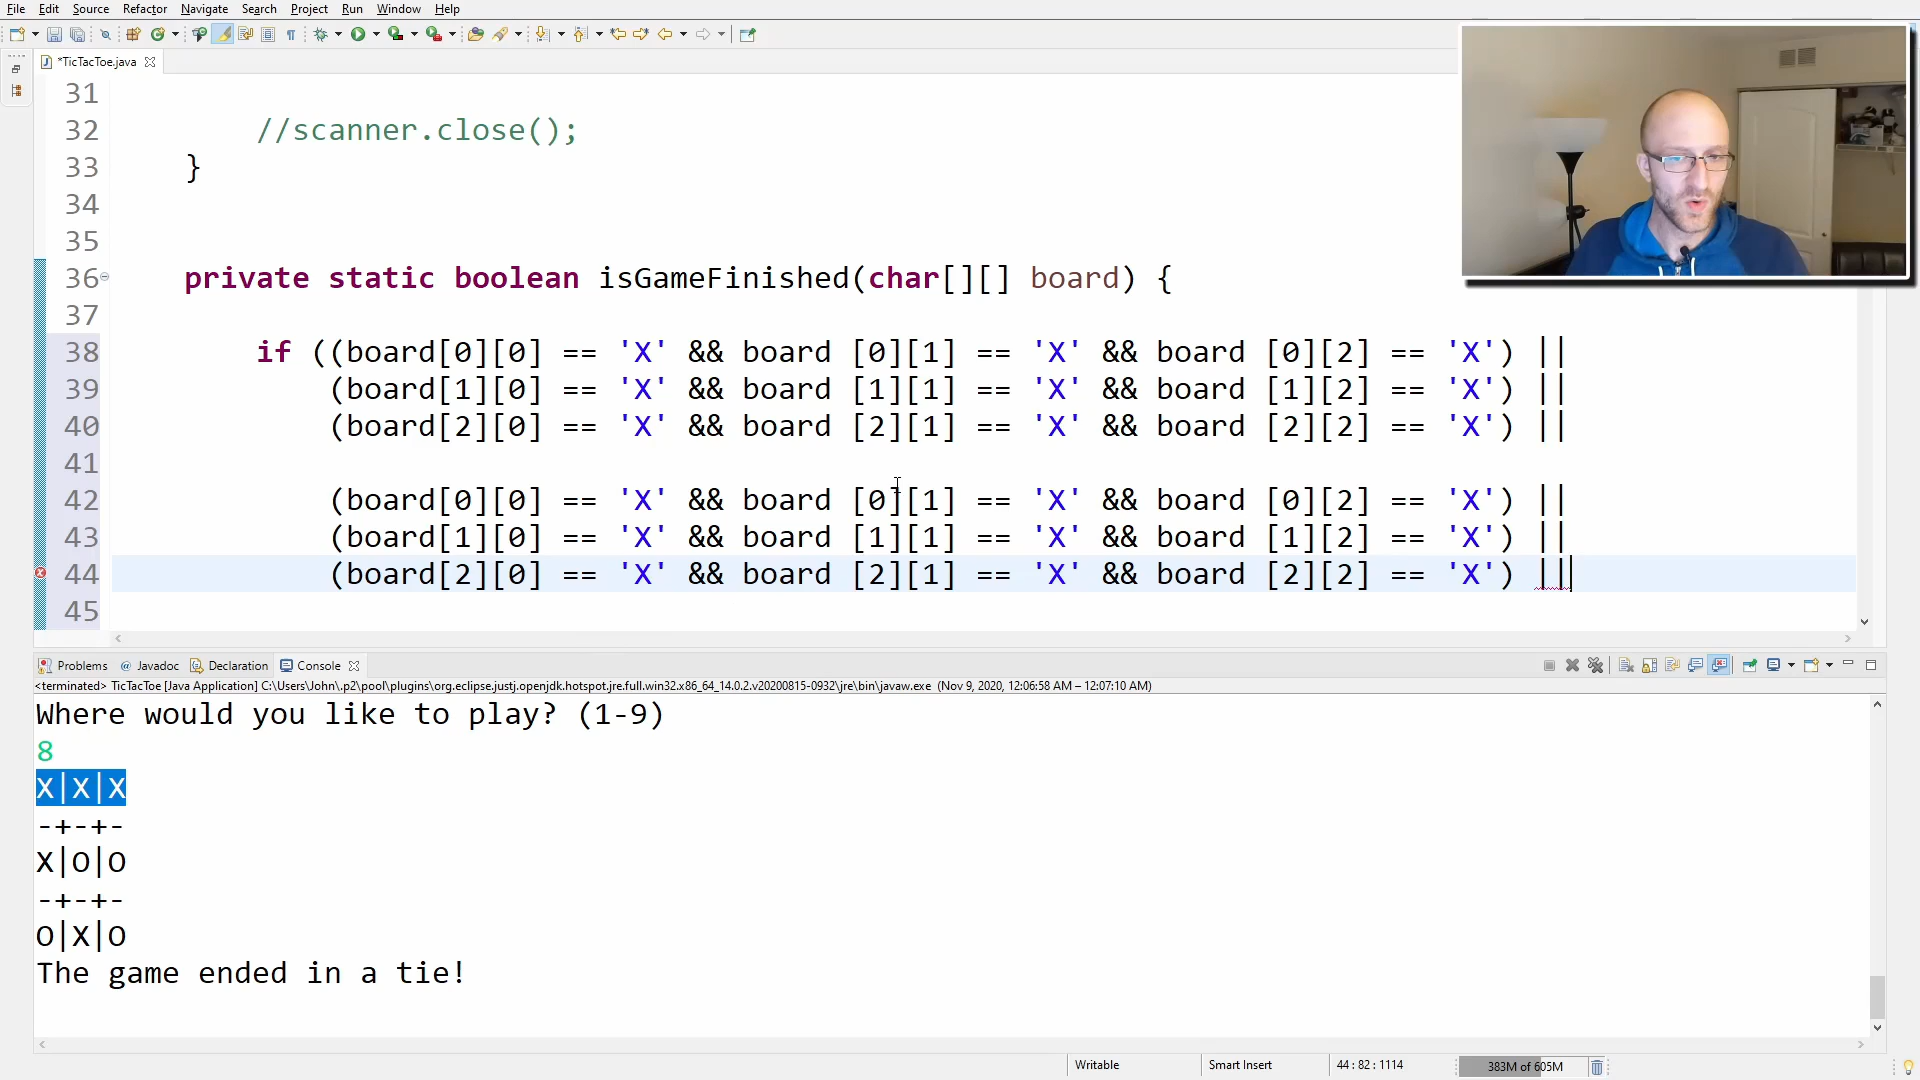 File Edit Source Refactor Navigate Search Project Run Window Help
*TicTacToe.java
31
32 //scanner.close();
33 }
34
35
36 private static boolean isGameFinished(char[][] board) {
37
38 if ((board[0][0] == 'X' && board [0][1] == 'X' && board [0][2] == 'X') ||
39 (board[1][0] == 'X' && board [1][1] == 'X' && board [1][2] == 'X') ||
40 (board[2][0] == 'X' && board [2][1] == 'X' && board [2][2] == 'X') ||
41
42 (board[0][0] == 'X' && board [0][1] == 'X' && board [0][2] == 'X') ||
43 (board[1][0] == 'X' && board [1][1] == 'X' && board [1][2] == 'X') ||
44 (board[2][0] == 'X' && board [2][1] == 'X' && board [2][2] == 'X') ||
45
Problems @ Javadoc Declaration Console
<terminated> TicTacToe [Java Application] C:\Users\John\.p2\pool\plugins\org.eclipse.justj.openjdk.hotspot.jre.full.win32.x86_64_14.0.2.v20200815-0932\jre\bin\javaw.exe (Nov 9, 2020, 12:06:58 AM – 12:07:10 AM)
Where would you like to play? (1-9)
8
X|X|X
-+-+-
X|O|O
-+-+-
O|X|O
The game ended in a tie!
Writable Smart Insert 44 : 82 : 1114 383M of 605M